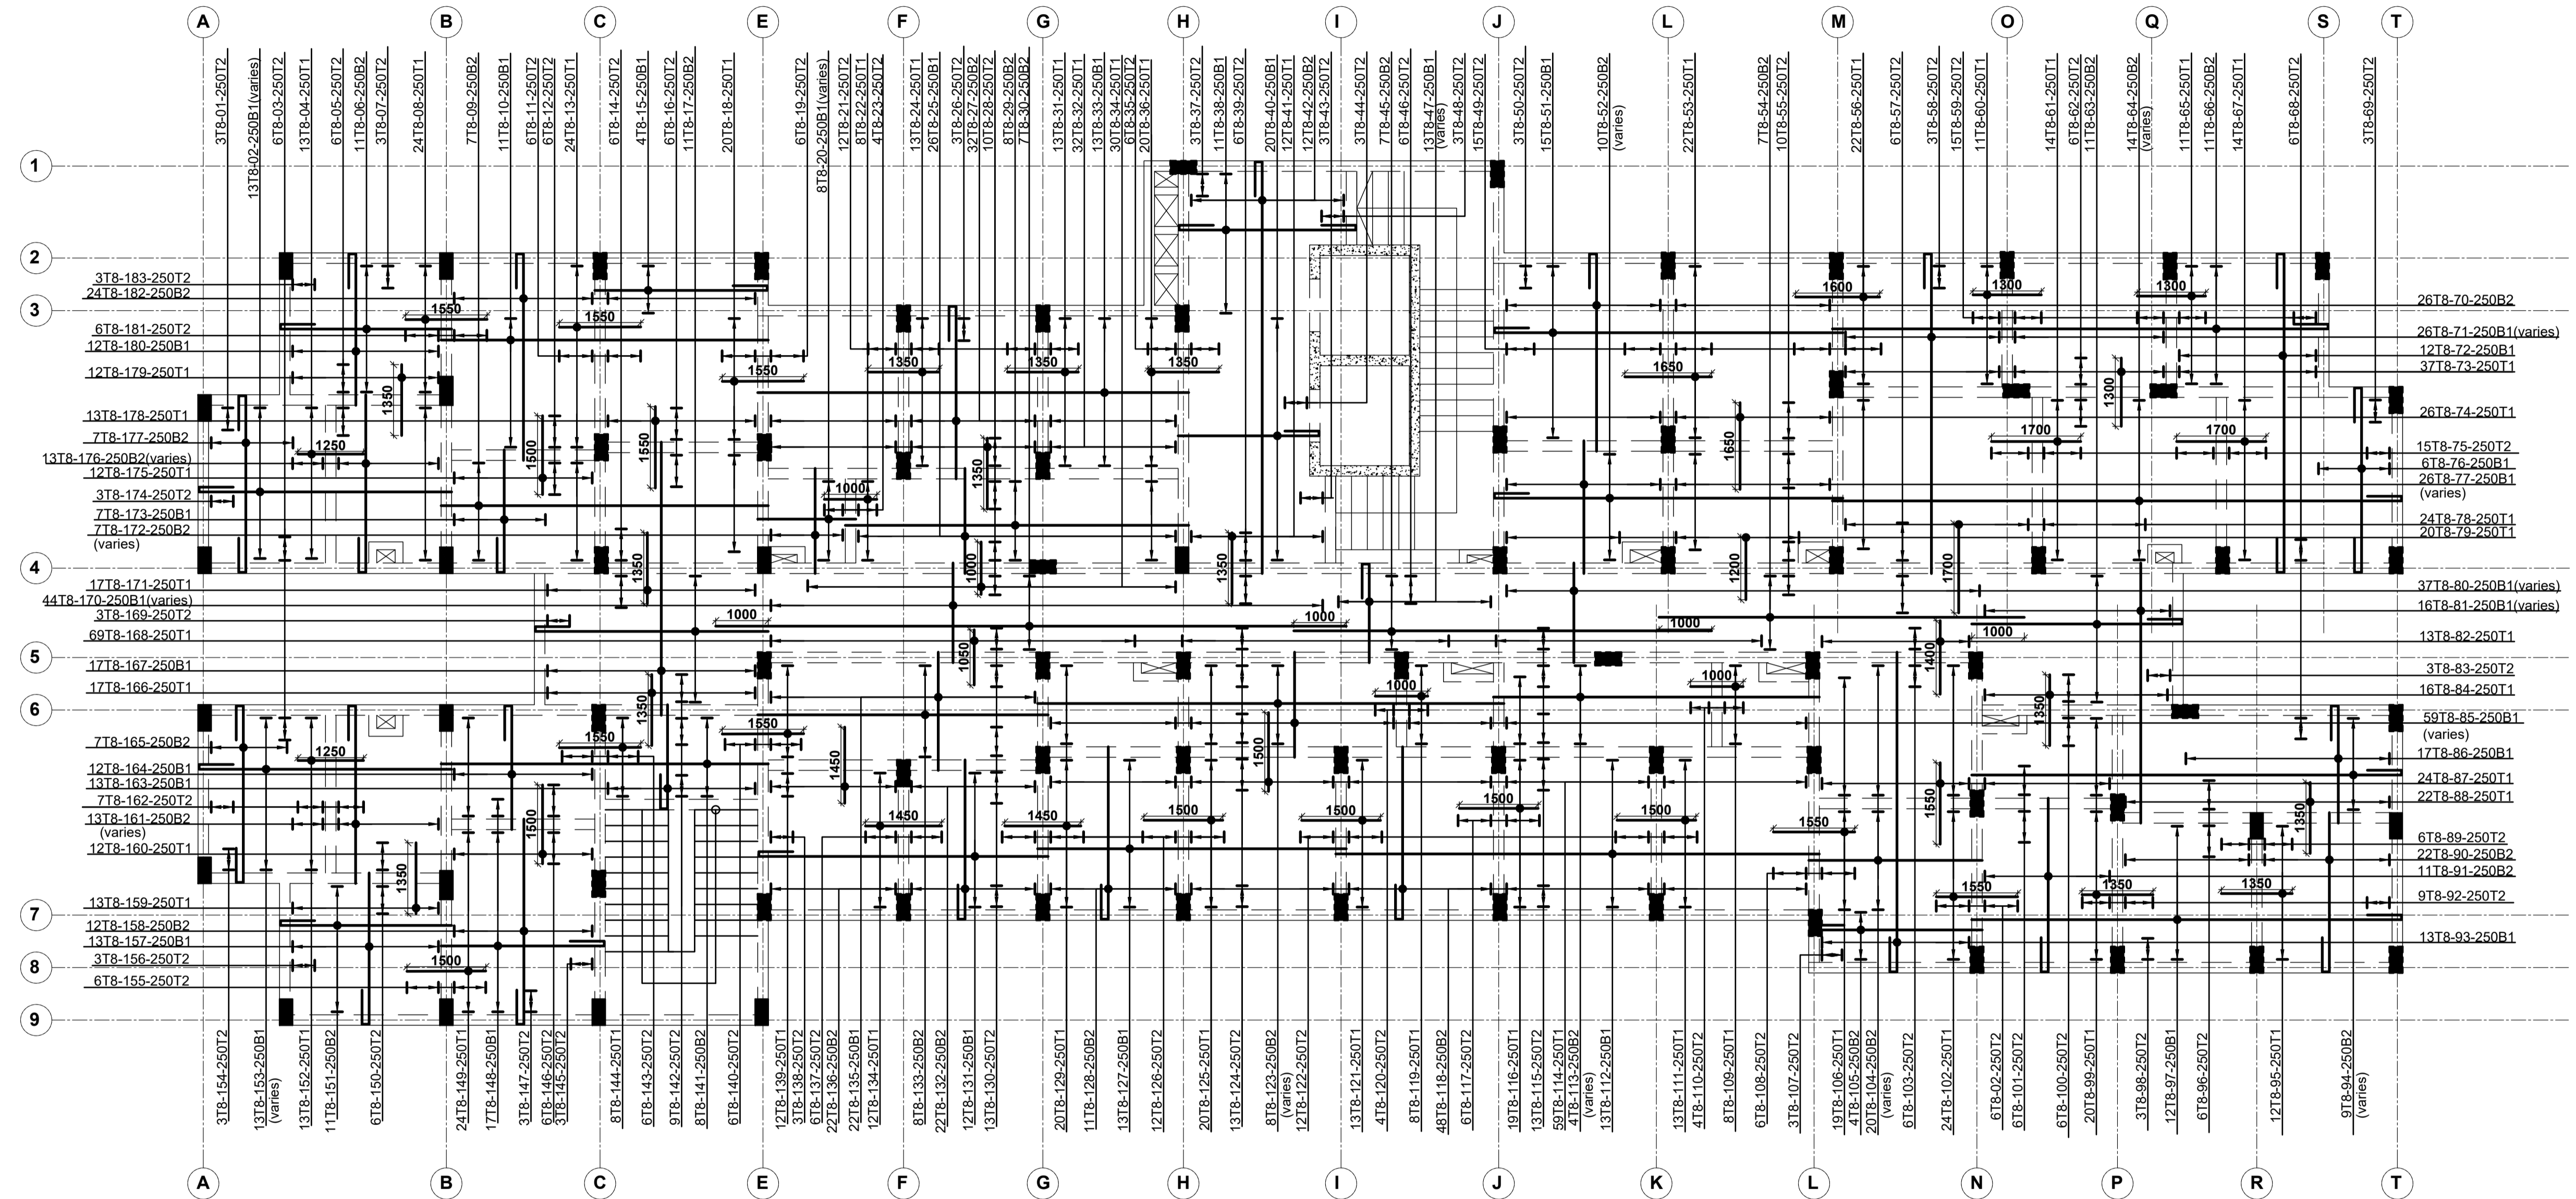 A
B
C
E
F
G
H
I
J
L
M
O
Q
S
T
3T8-01-250T2
13T8-02-250B1(varies)
6T8-03-250T2
13T8-04-250T1
6T8-05-250T2
11T8-06-250B2
3T8-07-250T2
24T8-08-250T1
7T8-09-250B2
11T8-10-250B1
6T8-11-250T2
6T8-12-250T2
24T8-13-250T1
6T8-14-250T2
4T8-15-250B1
6T8-16-250T2
11T8-17-250B2
20T8-18-250T1
6T8-19-250T2
8T8-20-250B1(varies)
12T8-21-250T2
8T8-22-250T1
4T8-23-250T2
13T8-24-250T1
26T8-25-250B1
3T8-26-250T2
32T8-27-250B2
10T8-28-250T2
8T8-29-250B2
7T8-30-250B2
13T8-31-250T1
32T8-32-250T1
13T8-33-250B1
30T8-34-250T1
6T8-35-250T2
20T8-36-250T1
3T8-37-250T2
11T8-38-250B1
6T8-39-250T2
20T8-40-250B1
12T8-41-250T1
12T8-42-250B2
3T8-43-250T2
3T8-44-250T2
7T8-45-250B2
6T8-46-250T2
13T8-47-250B1
(varies)
3T8-48-250T2
15T8-49-250T2
3T8-50-250T2
15T8-51-250B1
10T8-52-250B2
(varies)
22T8-53-250T1
7T8-54-250B2
10T8-55-250T2
22T8-56-250T1
6T8-57-250T2
3T8-58-250T2
15T8-59-250T2
11T8-60-250T1
14T8-61-250T1
6T8-62-250T2
11T8-63-250B2
14T8-64-250B2
(varies)
11T8-65-250T1
11T8-66-250B2
14T8-67-250T1
6T8-68-250T2
3T8-69-250T2
1
2
3
4
5
6
7
8
9
3T8-183-250T2
24T8-182-250B2
6T8-181-250T2
12T8-180-250B1
12T8-179-250T1
13T8-178-250T1
7T8-177-250B2
13T8-176-250B2(varies)
12T8-175-250T1
3T8-174-250T2
7T8-173-250B1
7T8-172-250B2
(varies)
17T8-171-250T1
44T8-170-250B1(varies)
3T8-169-250T2
69T8-168-250T1
17T8-167-250B1
17T8-166-250T1
7T8-165-250B2
12T8-164-250B1
13T8-163-250B1
7T8-162-250T2
13T8-161-250B2
(varies)
12T8-160-250T1
13T8-159-250T1
12T8-158-250B2
13T8-157-250B1
3T8-156-250T2
6T8-155-250T2
1550
1550
1550
1350
1350
1350
1650
1600
1300
1300
1350
1250
1500
1550
1350
1000
1650
1300
1700
1700
1350
1000
1350
1200
1700
1000
1000
1000
1000
1050
1400
1350
1350
1000
1000
1250
1550
1550
1450
1500
1550
1350
1350
1500
1450
1450
1500
1500
1500
1500
1550
1550
1350
1350
1500
26T8-70-250B2
26T8-71-250B1(varies)
12T8-72-250B1
37T8-73-250T1
26T8-74-250T1
15T8-75-250T2
6T8-76-250B1
26T8-77-250B1
(varies)
24T8-78-250T1
20T8-79-250T1
37T8-80-250B1(varies)
16T8-81-250B1(varies)
13T8-82-250T1
3T8-83-250T2
16T8-84-250T1
59T8-85-250B1
(varies)
17T8-86-250B1
24T8-87-250T1
22T8-88-250T1
6T8-89-250T2
22T8-90-250B2
11T8-91-250B2
9T8-92-250T2
13T8-93-250B1
3T8-154-250T2
13T8-153-250B1
(varies)
13T8-152-250T1
11T8-151-250B2
6T8-150-250T2
24T8-149-250T1
17T8-148-250B1
3T8-147-250T2
6T8-146-250T2
3T8-145-250T2
8T8-144-250T1
6T8-143-250T2
9T8-142-250T2
8T8-141-250B2
6T8-140-250T2
12T8-139-250T1
3T8-138-250T2
6T8-137-250T2
22T8-136-250B2
22T8-135-250B1
12T8-134-250T1
8T8-133-250B2
22T8-132-250B2
12T8-131-250B1
13T8-130-250T2
20T8-129-250T1
11T8-128-250B2
13T8-127-250B1
12T8-126-250T2
20T8-125-250T1
13T8-124-250T2
8T8-123-250B2
(varies)
12T8-122-250T2
13T8-121-250T1
4T8-120-250T2
8T8-119-250T1
48T8-118-250B2
6T8-117-250T2
19T8-116-250T1
13T8-115-250T2
59T8-114-250T1
4T8-113-250B2
(varies)
13T8-112-250B1
13T8-111-250T1
4T8-110-250T2
8T8-109-250T1
6T8-108-250T2
3T8-107-250T2
19T8-106-250T1
4T8-105-250B2
20T8-104-250B2
(varies)
6T8-103-250T2
24T8-102-250T1
6T8-02-250T2
6T8-101-250T2
6T8-100-250T2
20T8-99-250T1
3T8-98-250T2
12T8-97-250B1
6T8-96-250T2
12T8-95-250T1
9T8-94-250B2
(varies)
A
B
C
E
F
G
H
I
J
K
L
N
P
R
T